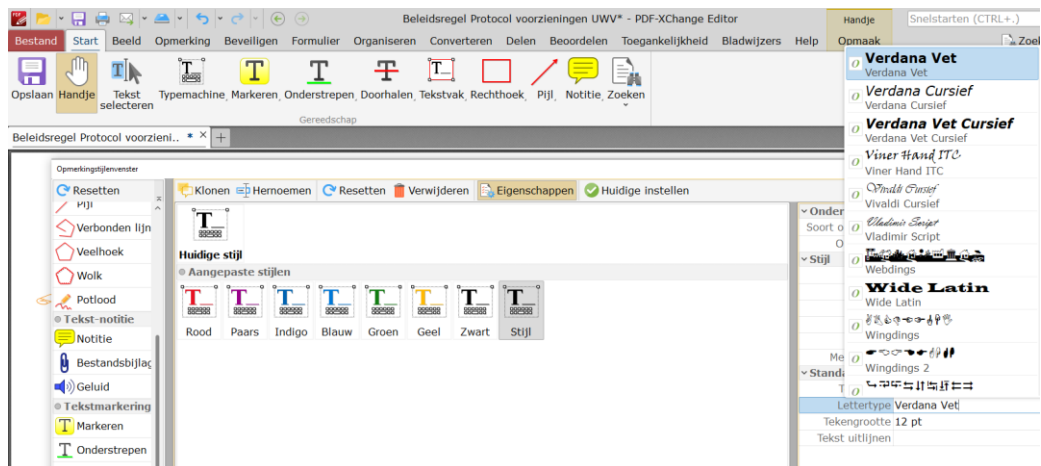 Beleidsregel Protocol voorzieningen UWV* - PDF-XChange Editor
Handje
Snelstarten (CTRL+.)
Bestand Start Beeld Opmerking Beveiligen Formulier Organiseren Converteren Delen Beoordelen Toegankelijkheid Bladwijzers Help Opmaak
Opslaan Handje Tekst selecteren Typemachine Markeren Onderstrepen Doorhalen Tekstvak Rechthoek Pijl Notitie Zoeken
Gereedschap
Beleidsregel Protocol voorzieni.. *
Opmerkingstijlenvenster
Resetten
Pijl
Verbonden lijn
Veelhoek
Wolk
Potlood
Tekst-notitie
Notitie
Bestandsbijlag
Geluid
Tekstmarkering
Markeren
Onderstrepen
Klonen Hernoemen Resetten Verwijderen Eigenschappen Huidige instellen
Huidige stijl
Aangepaste stijlen
Rood Paars Indigo Blauw Groen Geel Zwart Stijl
Soort o
Stijl
Lettertype Verdana Vet
Tekengrootte 12 pt
Tekst uitlijnen
Verdana Vet
Verdana Vet
Verdana Cursief
Verdana Cursief
Verdana Vet Cursief
Verdana Vet Cursief
Viner Hand ITC
Viner Hand ITC
Vivaldi Cursief
Vivaldi Cursief
Vladimir Script
Vladimir Script
Webdings
Wide Latin
Wide Latin
Wingdings
Wingdings 2